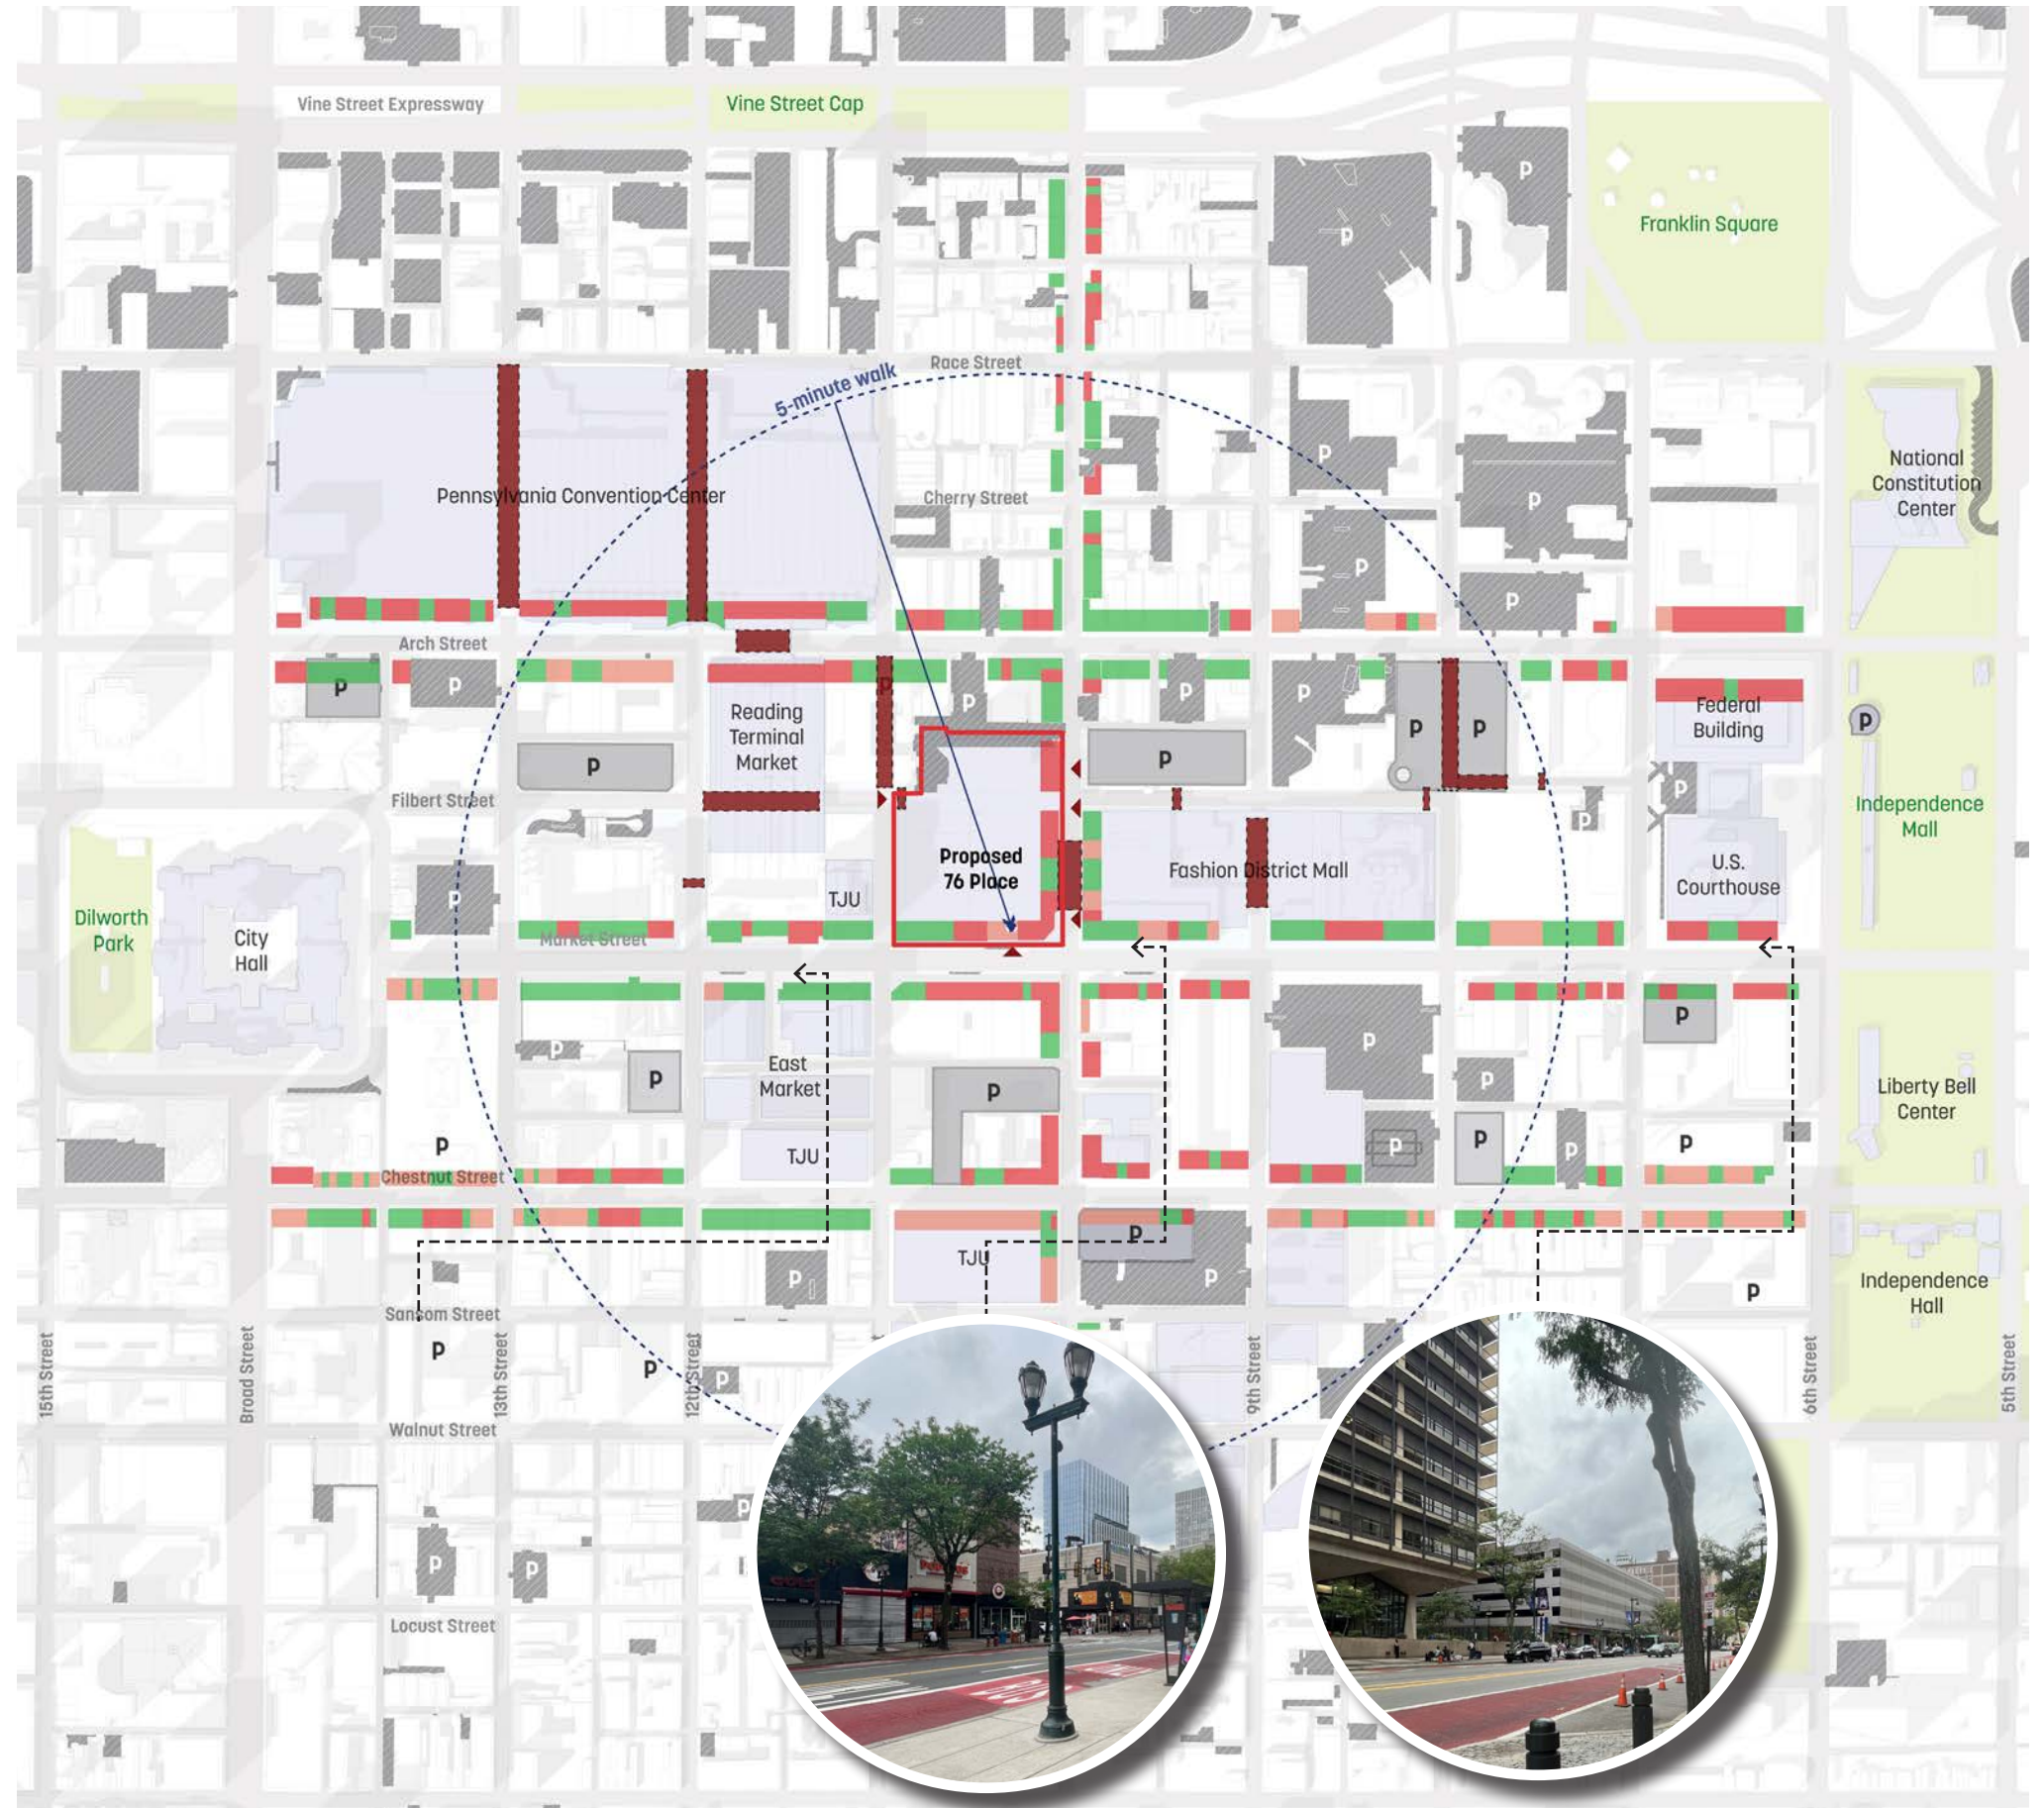 Vine Street Expressway
Vine Street Cap
P
Franklin Square
P
Race Street
5-minute walk
P
National
Constitution
Center
Pennsylvania Convention Center
Cherry Street
P
P
P
Arch Street
P
P
P
P
P
P
Reading
Terminal
Market
P
P
P
Federal
Building
P
P
P
P
Filbert Street
P
Independence
Mall
Proposed
76 Place
Fashion District Mall
U.S.
Courthouse
P
TJU
Dilworth
Park
City
Hall
Market Street
P
P
P
P
East
Market
P
P
Liberty Bell
Center
P
TJU
P
P
P
P
Chestnut Street
P
TJU
P
P
P
Independence
Hall
Sansom Street
P
P
P
15th Street
Broad Street
13th Street
12th Street
9th Street
6th Street
5th Street
Walnut Street
P
P
P
Locust Street